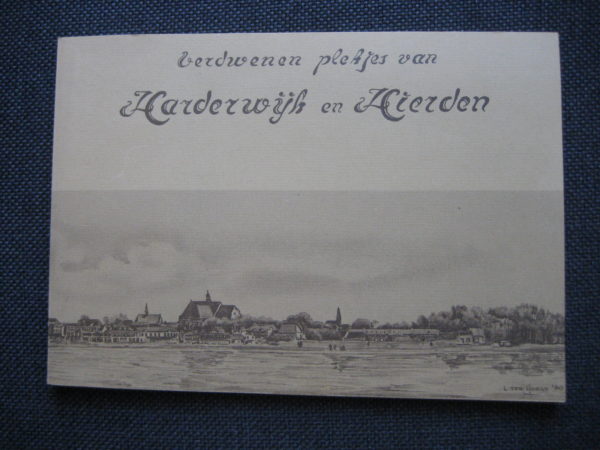 verdwenen plekjes van
Harderwijk en Hierden